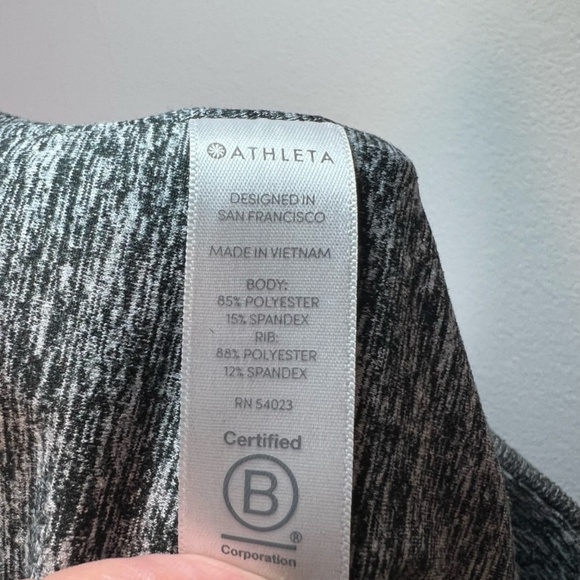 ATHLETA
DESIGNED IN
SAN FRANCISCO
MADE IN VIETNAM
BODY:
85% POLYESTER
15% SPANDEX
RIB:
88% POLYESTER
12% SPANDEX
RN 54023
Certified
B
®
Corporation